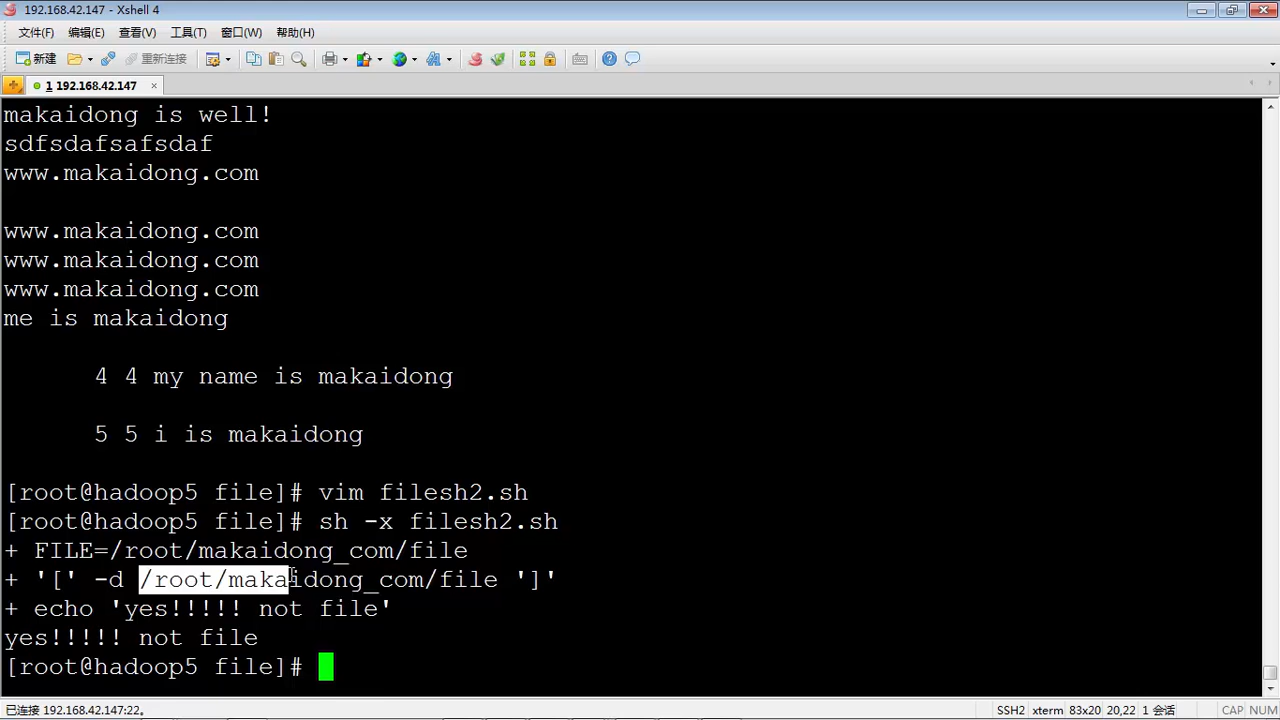 192.168.42.147 - Xshell 4
文件(F) 编辑(E) 查看(V) 工具(T) 窗口(W) 帮助(H)
新建 重新连接
1 192.168.42.147 ×
makaidong is well!
sdfsdafsafsdaf
www.makaidong.com
www.makaidong.com
www.makaidong.com
www.makaidong.com
me is makaidong
4 4 my name is makaidong
5 5 i is makaidong
[root@hadoop5 file]# vim filesh2.sh
[root@hadoop5 file]# sh -x filesh2.sh
+ FILE=/root/makaidong_com/file
+ '[' -d /root/makaidong_com/file ']'
+ echo 'yes!!!!! not file'
yes!!!!! not file
[root@hadoop5 file]#
已连接 192.168.42.147:22。 SSH2 xterm 83x20 20,22 1 会话 CAP NUM